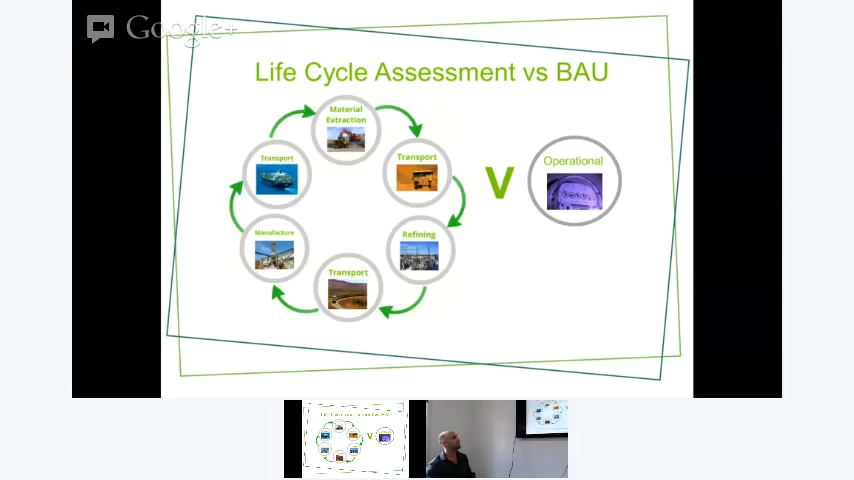 Google+
Life Cycle Assessment vs BAU
Material
Extraction
Transport
Transport
V
Operational
Manufacture
Refining
Transport